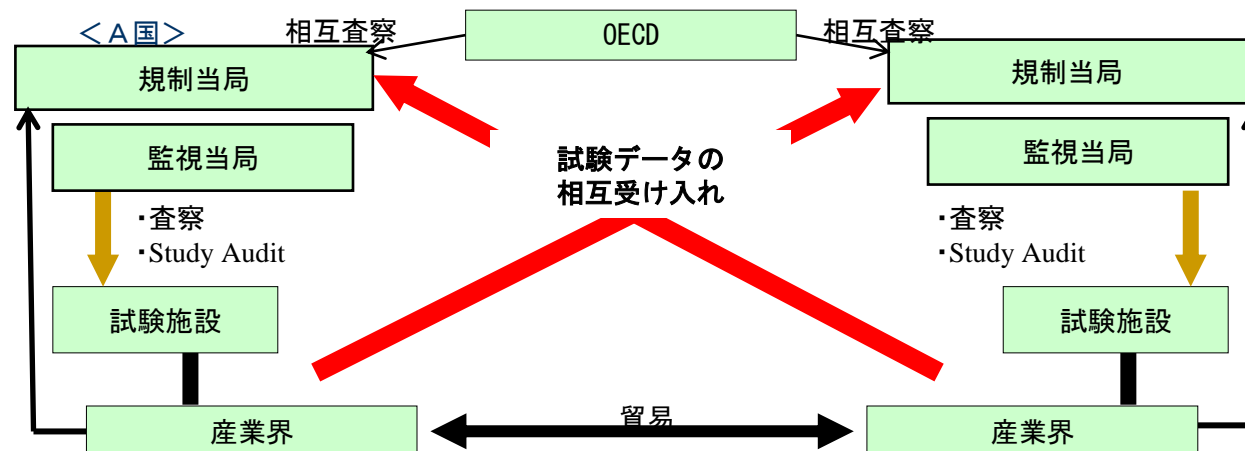 ＜A国＞
相互査察
OECD
相互査察
規制当局
規制当局
監視当局
監視当局
試験データの
相互受け入れ
・査察
・Study Audit
・査察
・Study Audit
試験施設
試験施設
貿易
産業界
産業界